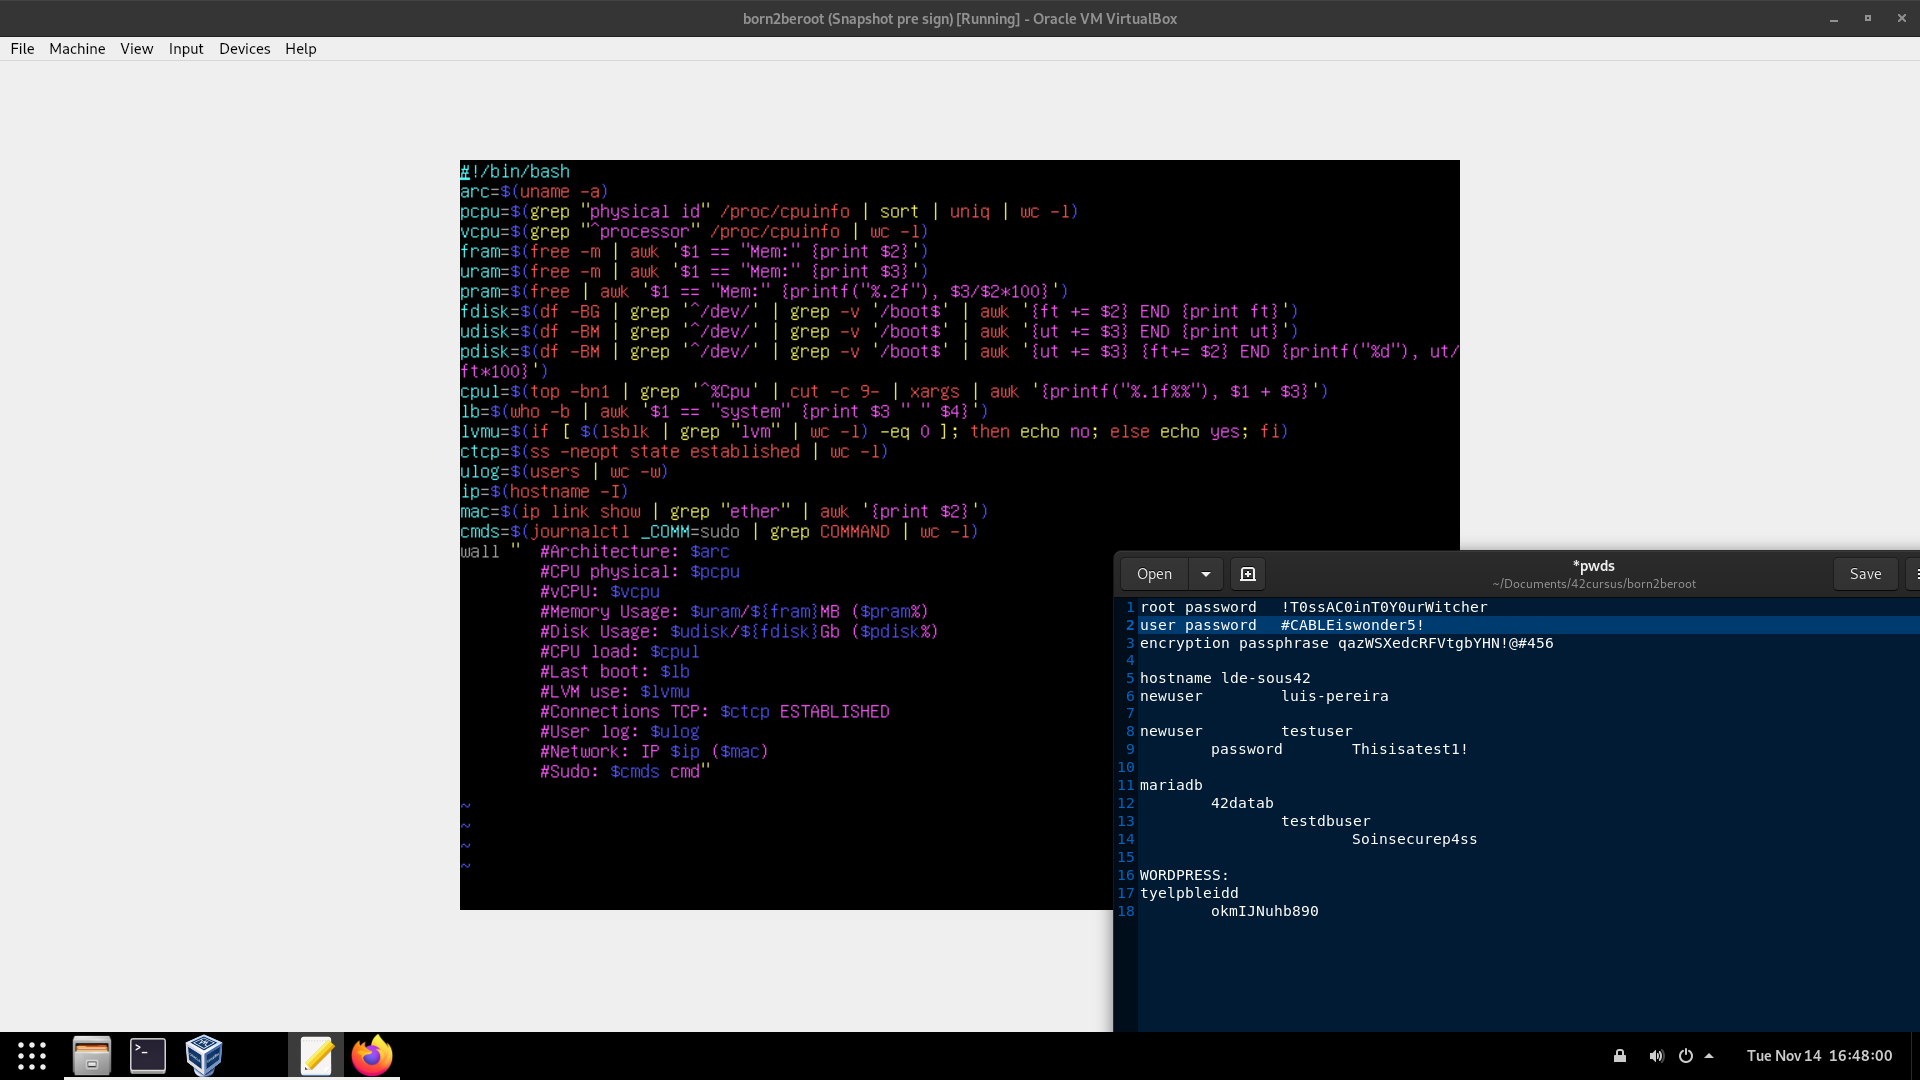 born2beroot (Snapshot pre sign) [Running] - Oracle VM VirtualBox
File Machine View Input Devices Help
#!/bin/bash
arc=$(uname -a)
pcpu=$(grep "physical id" /proc/cpuinfo | sort | uniq | wc -l)
vcpu=$(grep "^processor" /proc/cpuinfo | wc -l)
fram=$(free -m | awk '$1 == "Mem:" {print $2}')
uram=$(free -m | awk '$1 == "Mem:" {print $3}')
pram=$(free | awk '$1 == "Mem:" {printf("%.2f"), $3/$2*100}')
fdisk=$(df -BG | grep '^/dev/' | grep -v '/boot$' | awk '{ft += $2} END {print ft}')
udisk=$(df -BM | grep '^/dev/' | grep -v '/boot$' | awk '{ut += $3} END {print ut}')
pdisk=$(df -BM | grep '^/dev/' | grep -v '/boot$' | awk '{ut += $3} {ft+= $2} END {printf("%d"), ut/
ft*100}')
cpul=$(top -bn1 | grep '^%Cpu' | cut -c 9- | xargs | awk '{printf("%.1f%%"), $1 + $3}')
lb=$(who -b | awk '$1 == "system" {print $3 " " $4}')
lvmu=$(if [ $(lsblk | grep "lvm" | wc -l) -eq 0 ]; then echo no; else echo yes; fi)
ctcp=$(ss -neopt state established | wc -l)
ulog=$(users | wc -w)
ip=$(hostname -I)
mac=$(ip link show | grep "ether" | awk '{print $2}')
cmds=$(journalctl _COMM=sudo | grep COMMAND | wc -l)
wall "	#Architecture: $arc
	#CPU physical: $pcpu
	#vCPU: $vcpu
	#Memory Usage: $uram/${fram}MB ($pram%)
	#Disk Usage: $udisk/${fdisk}Gb ($pdisk%)
	#CPU load: $cpul
	#Last boot: $lb
	#LVM use: $lvmu
	#Connections TCP: $ctcp ESTABLISHED
	#User log: $ulog
	#Network: IP $ip ($mac)
	#Sudo: $cmds cmd"
~
~
~
~
Open
*pwds
~/Documents/42cursus/born2beroot
Save
1 root password	!T0ssAC0inT0Y0urWitcher
2 user password	#CABLEiswonder5!
3 encryption passphrase qazWSXedcRFVtgbYHN!@#456
4
5 hostname lde-sous42
6 newuser	luis-pereira
7
8 newuser	testuser
9 	password	Thisisatest1!
10
11 mariadb
12 	42datab
13 		testdbuser
14 			Soinsecurep4ss
15
16 WORDPRESS:
17 tyelpbleidd
18 	okmIJNuhb890
Tue Nov 14 16:48:00